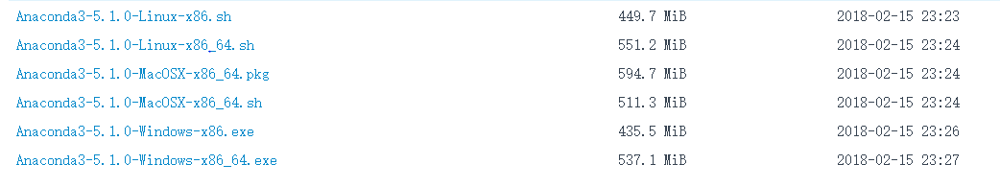 Anaconda3-5.1.0-Linux-x86.sh 449.7 MiB 2018-02-15 23:23
Anaconda3-5.1.0-Linux-x86_64.sh 551.2 MiB 2018-02-15 23:24
Anaconda3-5.1.0-MacOSX-x86_64.pkg 594.7 MiB 2018-02-15 23:24
Anaconda3-5.1.0-MacOSX-x86_64.sh 511.3 MiB 2018-02-15 23:24
Anaconda3-5.1.0-Windows-x86.exe 435.5 MiB 2018-02-15 23:26
Anaconda3-5.1.0-Windows-x86_64.exe 537.1 MiB 2018-02-15 23:27